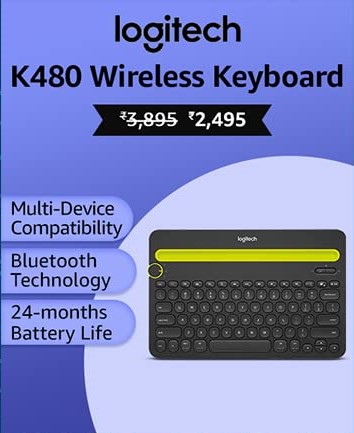 logitech
K480 Wireless Keyboard
₹3,895 ₹2,495
Multi-Device
Compatibility
Bluetooth
Technology
24-months
Battery Life
logitech